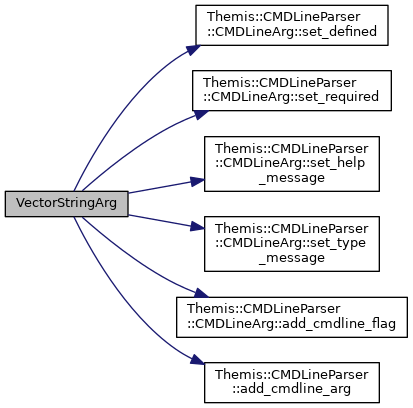 Themis::CMDLineParser
::CMDLineArg::set_defined
Themis::CMDLineParser
::CMDLineArg::set_required
Themis::CMDLineParser
::CMDLineArg::set_help
_message
VectorStringArg
Themis::CMDLineParser
::CMDLineArg::set_type
_message
Themis::CMDLineParser
::CMDLineArg::add_cmdline_flag
Themis::CMDLineParser
::add_cmdline_arg